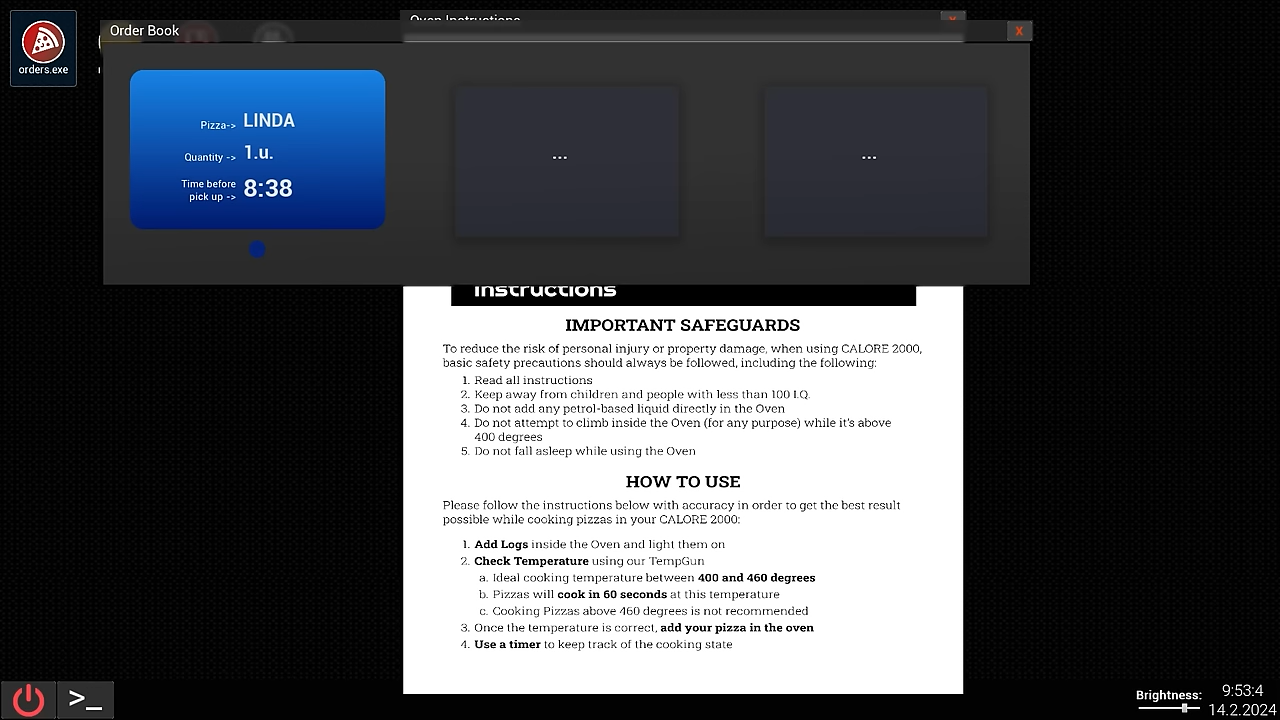 Oven Instructions
X
Order Book
X
orders.exe
Pizza-> LINDA
Quantity -> 1.u.
Time before
pick up -> 8:38
...
...
Instructions
IMPORTANT SAFEGUARDS
To reduce the risk of personal injury or property damage, when using CALORE 2000,
basic safety precautions should always be followed, including the following:
1. Read all instructions
2. Keep away from children and people with less than 100 I.Q.
3. Do not add any petrol-based liquid directly in the Oven
4. Do not attempt to climb inside the Oven (for any purpose) while it's above
400 degrees
5. Do not fall asleep while using the Oven
HOW TO USE
Please follow the instructions below with accuracy in order to get the best result
possible while cooking pizzas in your CALORE 2000:
1. Add Logs inside the Oven and light them on
2. Check Temperature using our TempGun
a. Ideal cooking temperature between 400 and 460 degrees
b. Pizzas will cook in 60 seconds at this temperature
c. Cooking Pizzas above 460 degrees is not recommended
3. Once the temperature is correct, add your pizza in the oven
4. Use a timer to keep track of the cooking state
>_
Brightness:
9:53:4
14.2.2024